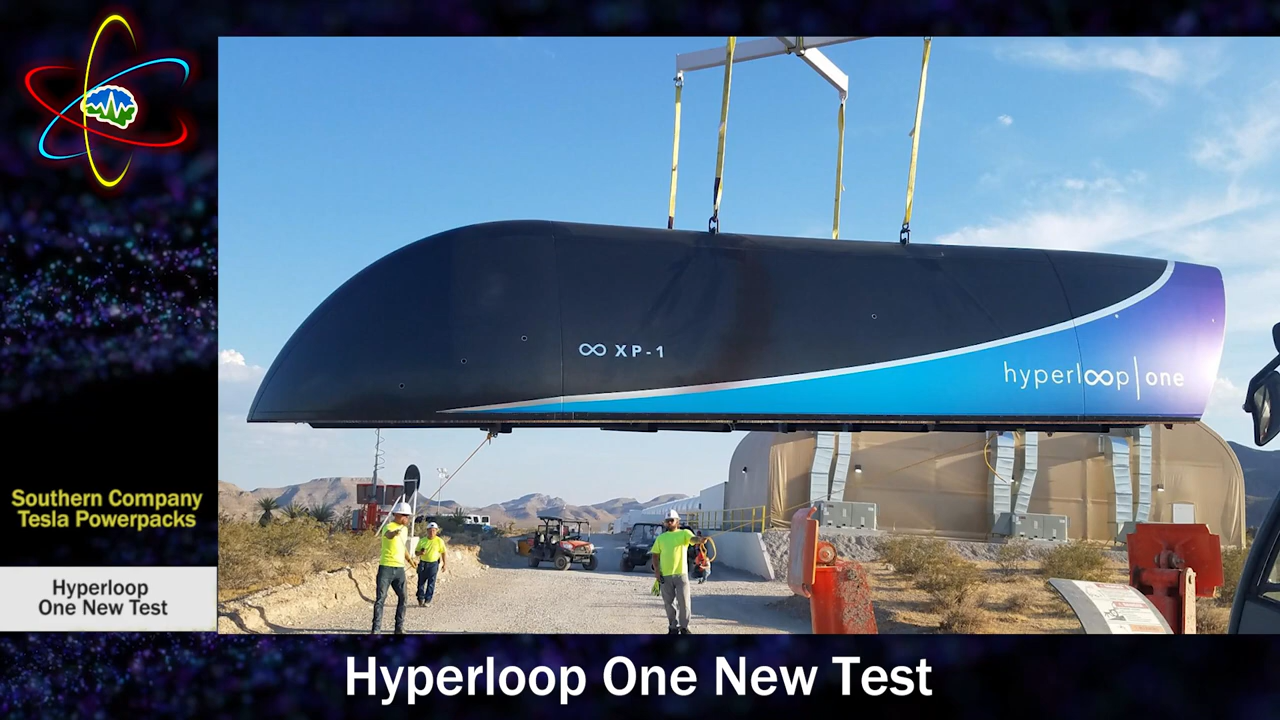 ∞ XP-1
hyperloop | one
Southern Company
Tesla Powerpacks
Hyperloop
One New Test
Hyperloop One New Test